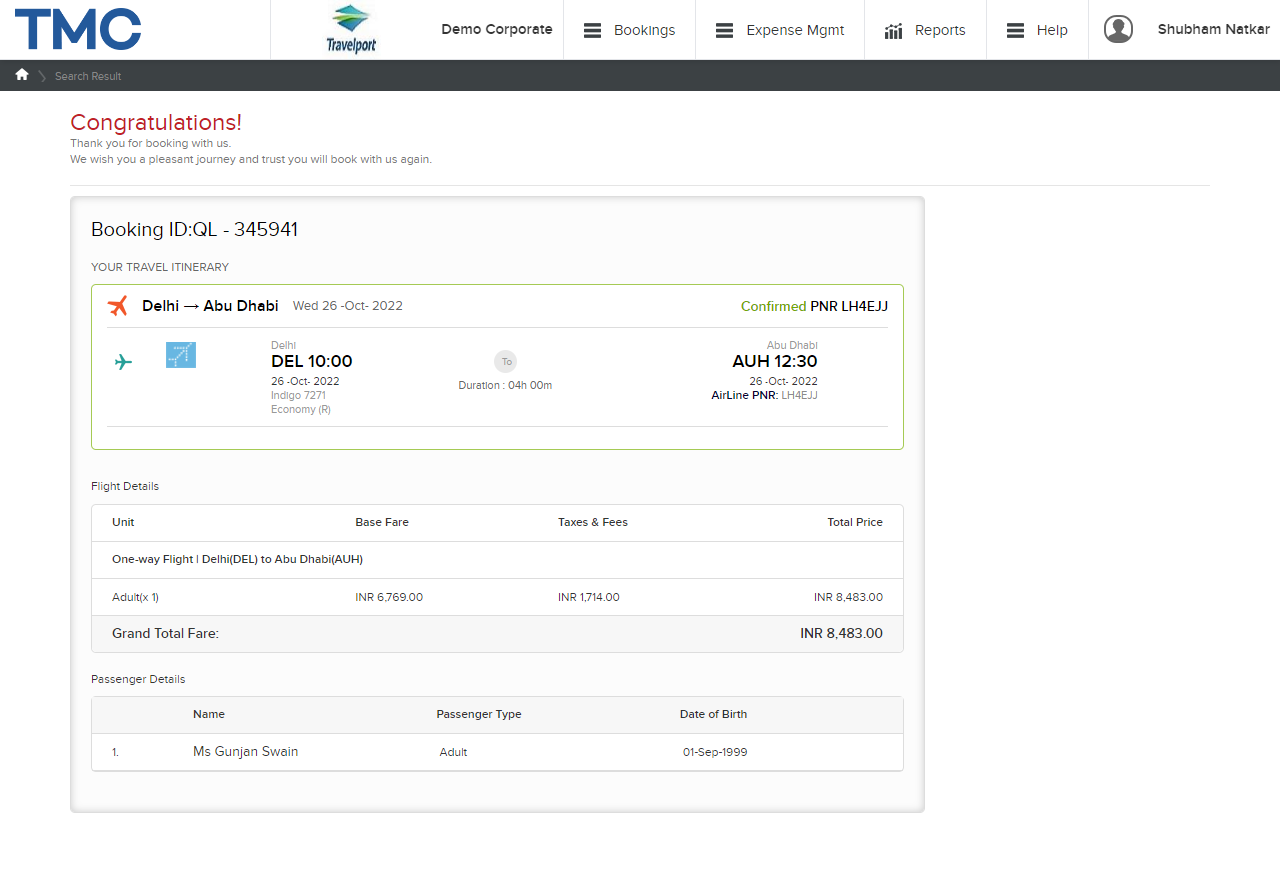 TMC
Travelport
Demo Corporate
Bookings
Expense Mgmt
Reports
Help
Shubham Natkar
Search Result
Congratulations!
Thank you for booking with us.
We wish you a pleasant journey and trust you will book with us again.
Booking ID:QL - 345941
YOUR TRAVEL ITINERARY
Delhi → Abu Dhabi Wed 26 -Oct- 2022 Confirmed PNR LH4EJJ
Delhi
DEL 10:00
26 -Oct- 2022
Indigo 7271
Economy (R)
To
Duration : 04h 00m
Abu Dhabi
AUH 12:30
26 -Oct- 2022
AirLine PNR: LH4EJJ
Flight Details
Unit Base Fare Taxes & Fees Total Price
One-way Flight | Delhi(DEL) to Abu Dhabi(AUH)
Adult(x 1) INR 6,769.00 INR 1,714.00 INR 8,483.00
Grand Total Fare: INR 8,483.00
Passenger Details
Name Passenger Type Date of Birth
1. Ms Gunjan Swain Adult 01-Sep-1999